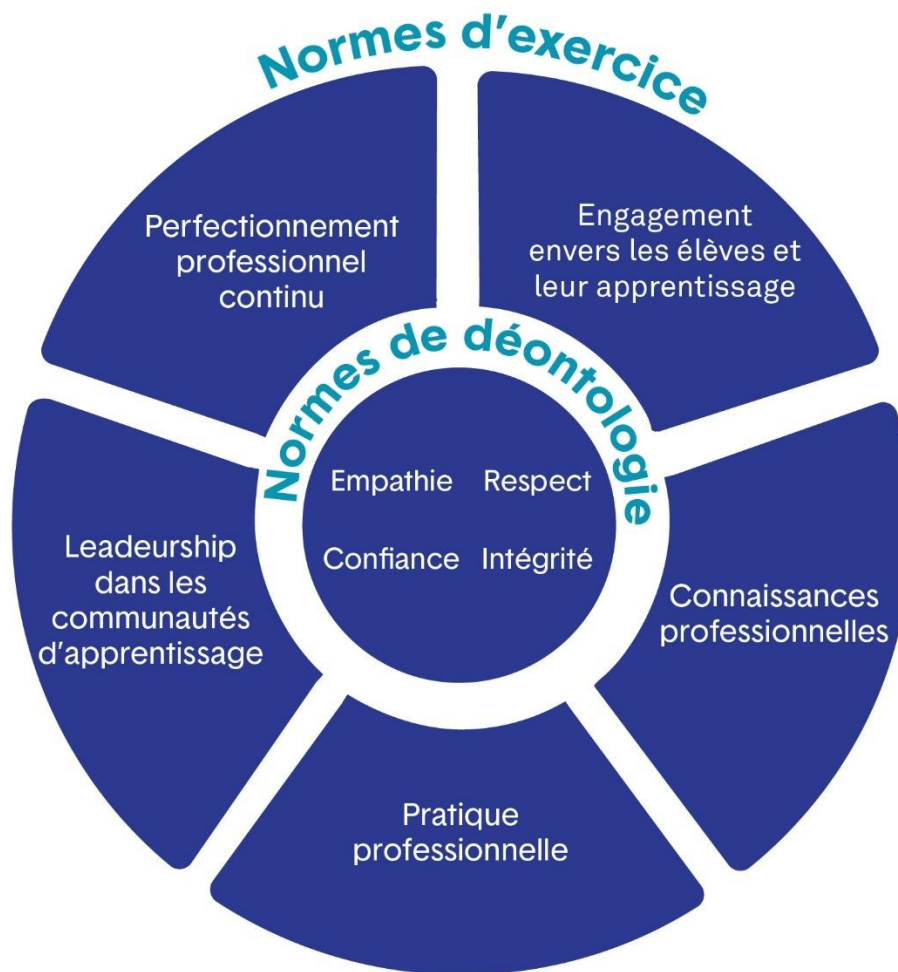 Normes d'exercice
Perfectionnement
professionnel
continu
Engagement
envers les élèves et
leur apprentissage
Normes de déontologie
Empathie Respect
Confiance Intégrité
Leadeurship
dans les
communautés
d'apprentissage
Connaissances
professionnelles
Pratique
professionnelle